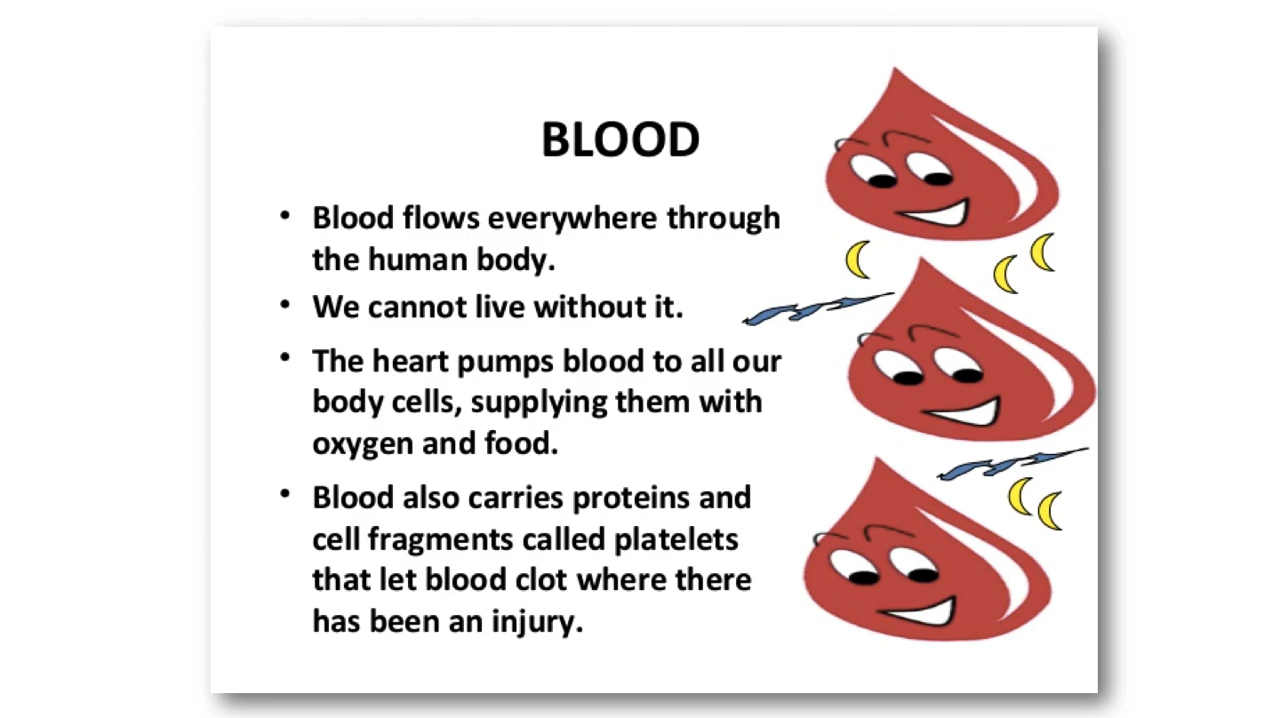 BLOOD
• Blood flows everywhere through
the human body.
• We cannot live without it.
• The heart pumps blood to all our
body cells, supplying them with
oxygen and food.
• Blood also carries proteins and
cell fragments called platelets
that let blood clot where there
has been an injury.